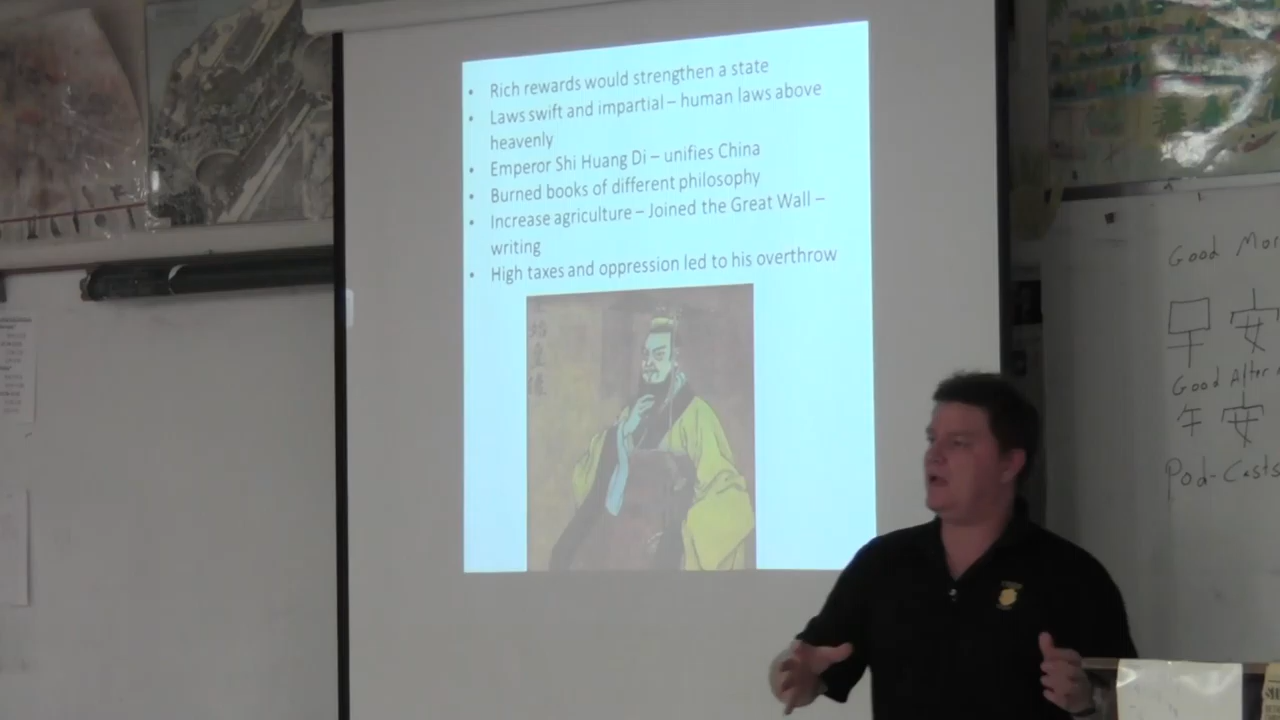 • Rich rewards would strengthen a state
• Laws swift and impartial – human laws above
heavenly
• Emperor Shi Huang Di – unifies China
• Burned books of different philosophy
• Increase agriculture – Joined the Great Wall –
writing
• High taxes and oppression led to his overthrow
Good Mor
Good After
午安
Pod-Casts